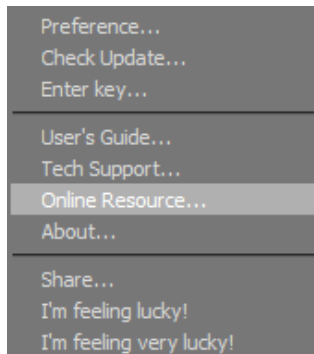 Preference...
Check Update...
Enter key...
User's Guide...
Tech Support...
Online Resource...
About...
Share...
I'm feeling lucky!
I'm feeling very lucky!